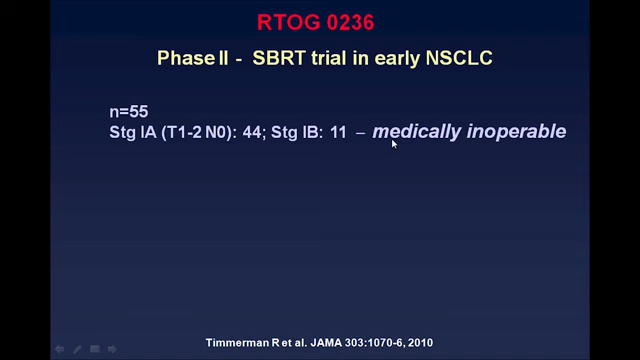 RTOG 0236
Phase II - SBRT trial in early NSCLC
n=55
Stg IA (T1-2 N0): 44; Stg IB: 11 – medically inoperable
Timmerman R et al. JAMA 303:1070-6, 2010